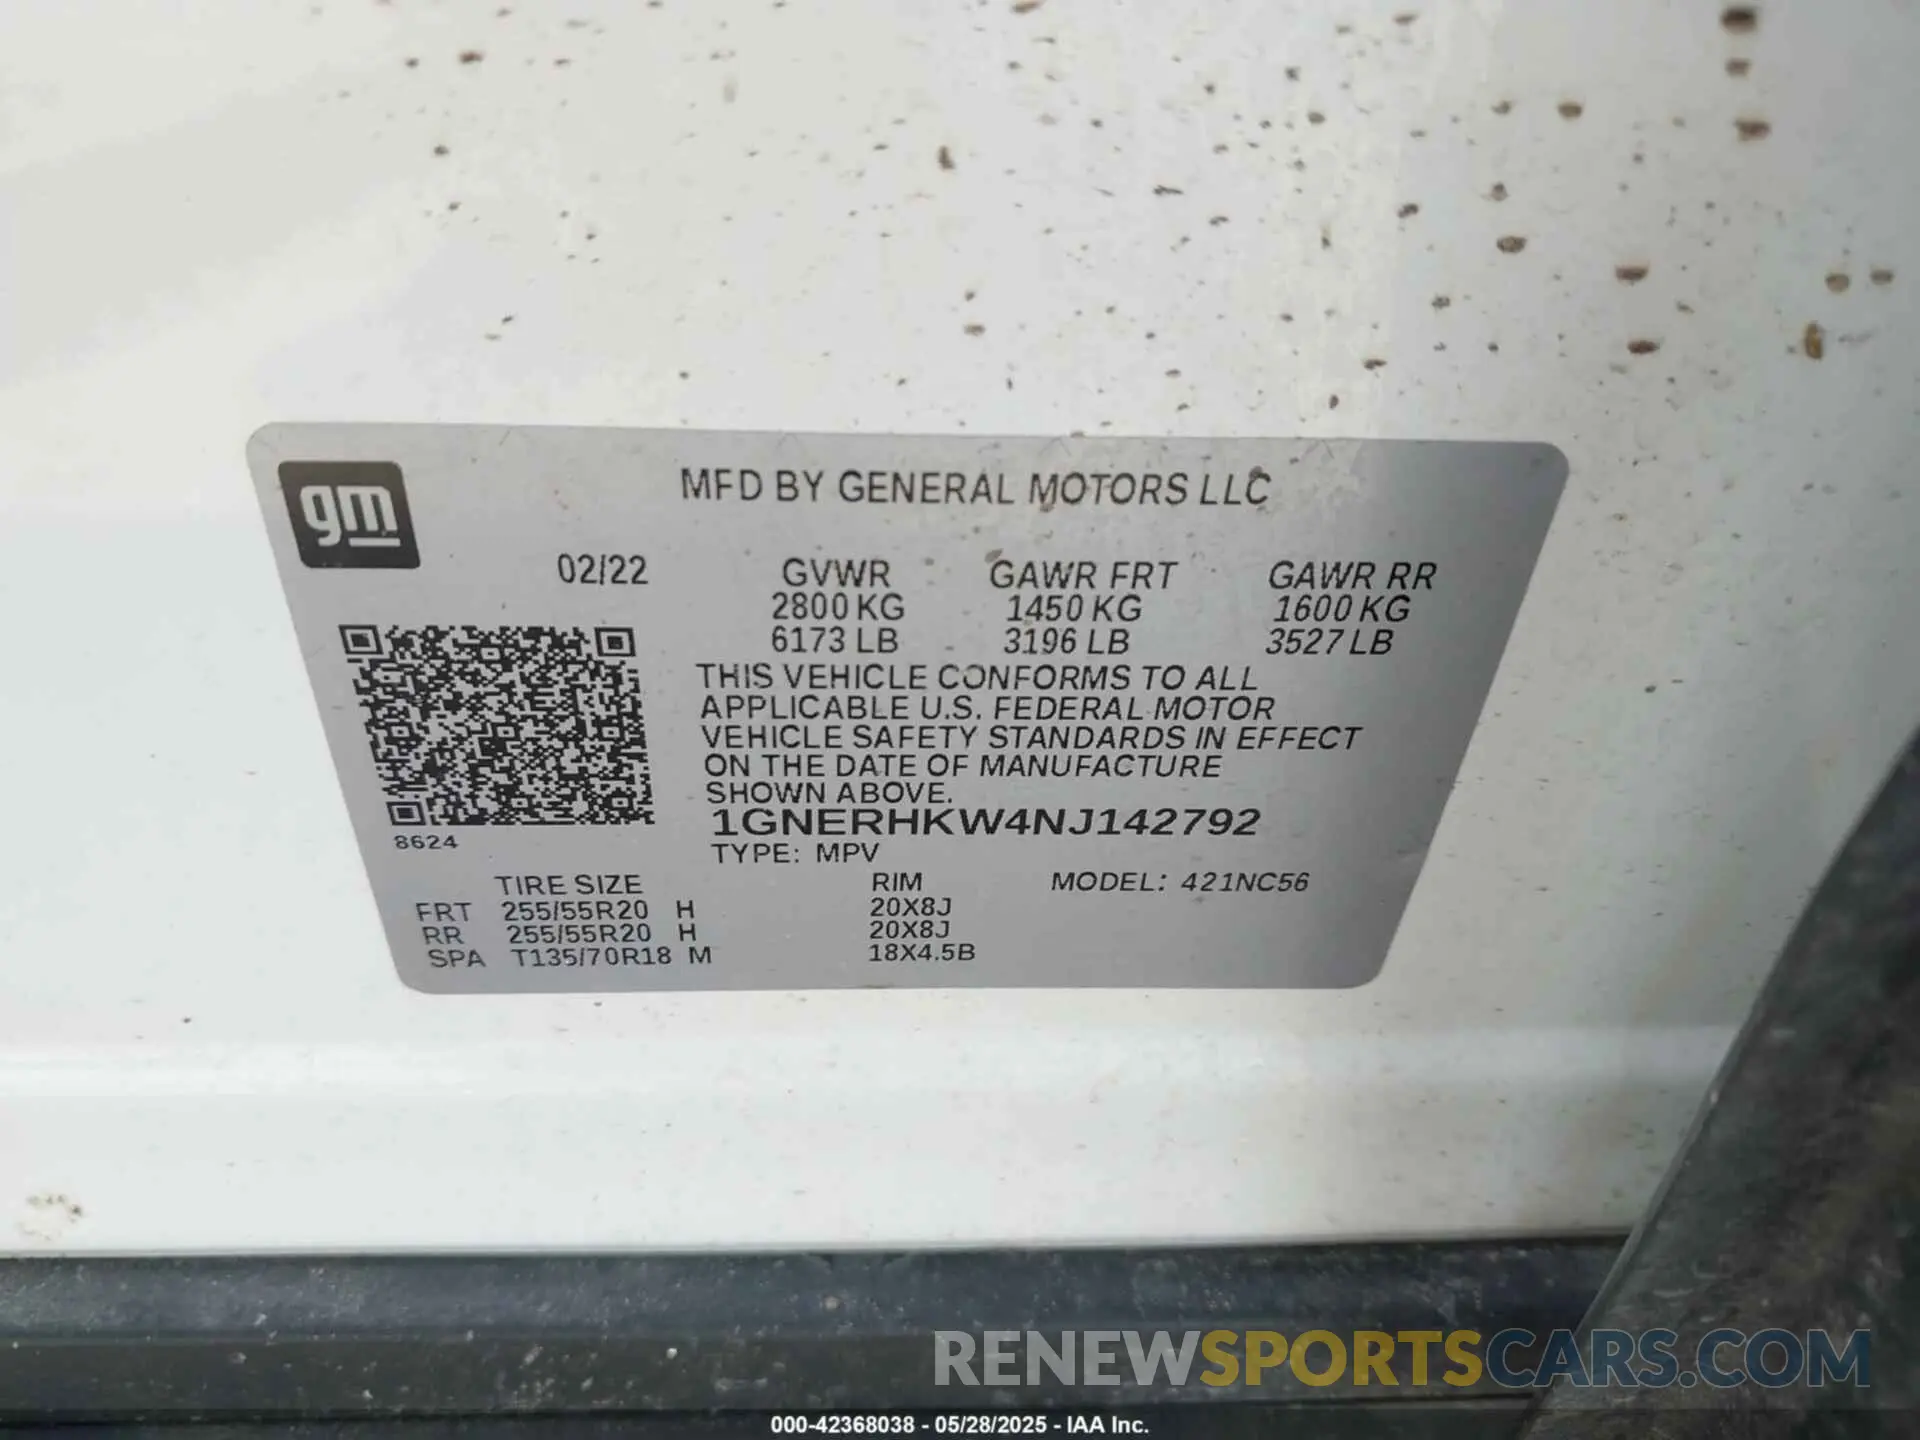 gm
MFD BY GENERAL MOTORS LLC
02/22 GVWR GAWR FRT GAWR RR
2800 KG 1450 KG 1600 KG
6173 LB 3196 LB 3527 LB
THIS VEHICLE CONFORMS TO ALL
APPLICABLE U.S. FEDERAL MOTOR
VEHICLE SAFETY STANDARDS IN EFFECT
ON THE DATE OF MANUFACTURE
SHOWN ABOVE.
1GNERHKW4NJ142792
8624
TYPE: MPV
TIRE SIZE RIM MODEL: 421NC56
FRT 255/55R20 H 20X8J
RR 255/55R20 H 20X8J
SPA T135/70R18 M 18X4.5B
RENEWSPORTSCARS.COM
000-42368038 - 05/28/2025 - IAA Inc.